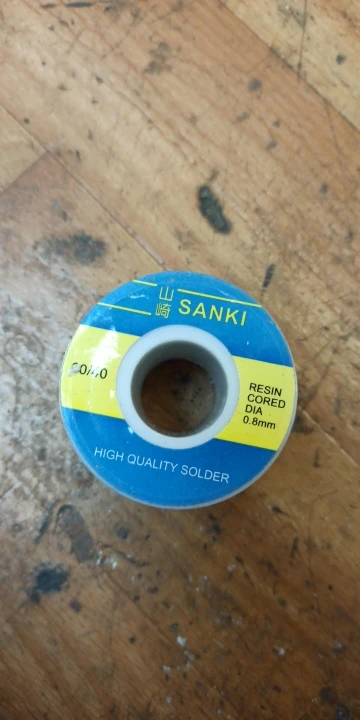 山崎 SANKI
60/40
RESIN
CORED
DIA
0.8mm
HIGH QUALITY SOLDER